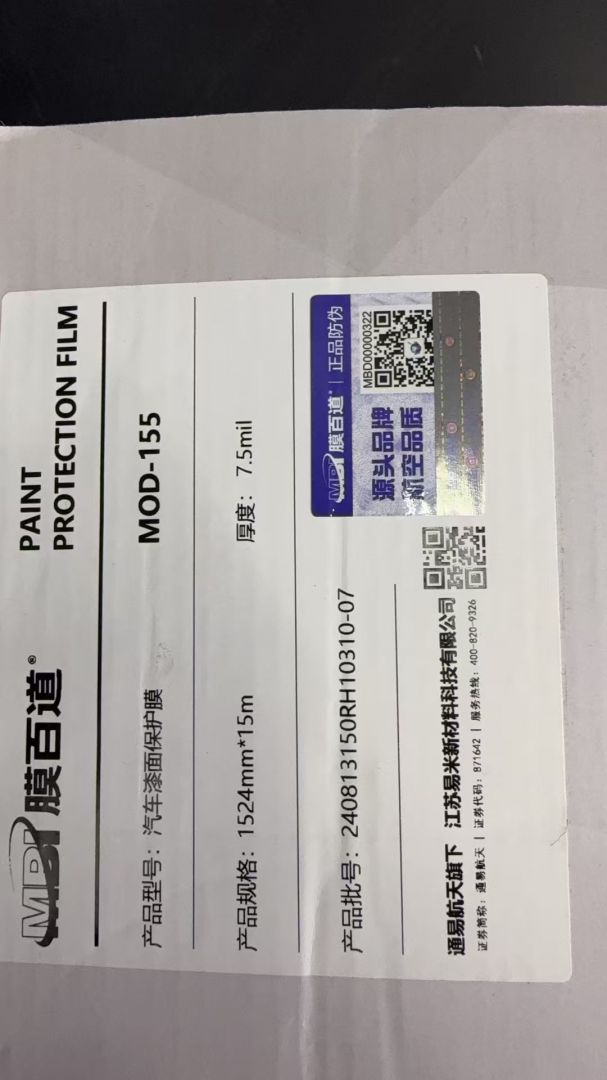 MBD 膜百道®
PAINT
PROTECTION FILM
产品型号：汽车漆面保护膜
MOD-155
产品规格：1524mm*15m
厚度：7.5mil
产品批号：240813150RH10310-07
MBD 膜百道 | 正品防伪
源头品牌
航空品质
MBD00000322
通易航天旗下 江苏易米新材料科技有限公司
证券简称：通易航天 | 证券代码：871642 | 服务热线：400-820-9326